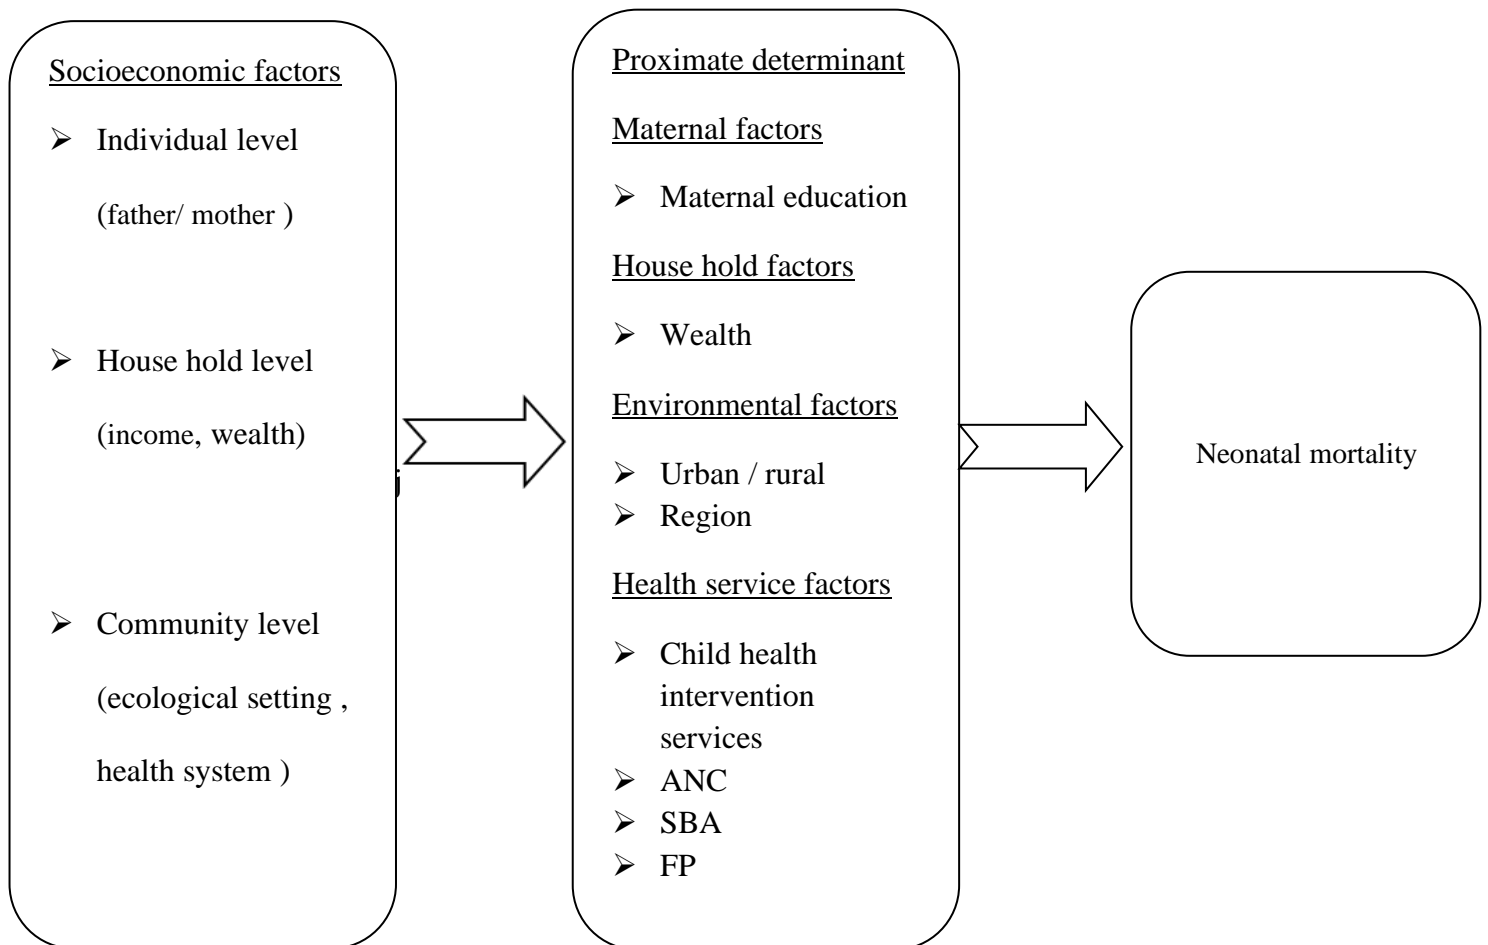 Socioeconomic factors
➢ Individual level
(father/ mother )
➢ House hold level
(income, wealth)
➢ Community level
(ecological setting ,
health system )
j
Proximate determinant
Maternal factors
➢ Maternal education
House hold factors
➢ Wealth
Environmental factors
➢ Urban / rural
➢ Region
Health service factors
➢ Child health
intervention
services
➢ ANC
➢ SBA
➢ FP
Neonatal mortality